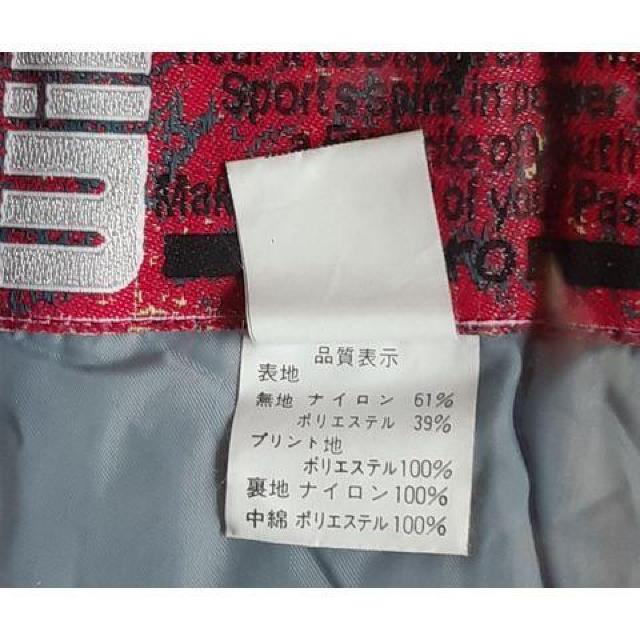 Sports spirit in power
品質表示
表地
無地 ナイロン 61%
ポリエステル 39%
プリント地
ポリエステル100%
裏地 ナイロン100%
中綿 ポリエステル100%